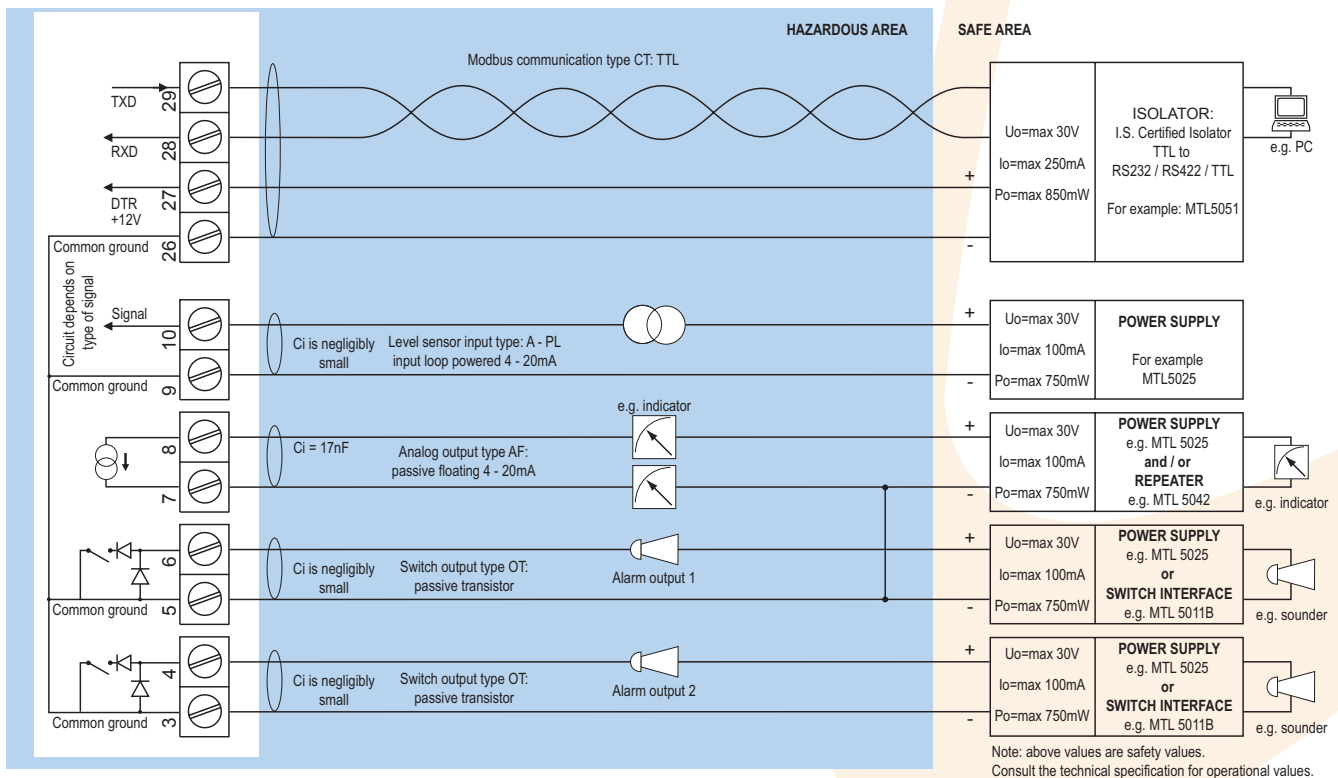 HAZARDOUS AREA
SAFE AREA
Modbus communication type CT: TTL
TXD
29
RXD
28
DTR
+12V
27
Common ground
26
+
-
Uo=max 30V
Io=max 250mA
Po=max 850mW
ISOLATOR:
I.S. Certified Isolator
TTL to
RS232 / RS422 / TTL
For example: MTL5051
e.g. PC
Circuit depends on
type of signal
Signal
10
Common ground
9
Ci is negligibly
small
Level sensor input type: A - PL
input loop powered 4 - 20mA
+
-
Uo=max 30V
Io=max 100mA
Po=max 750mW
POWER SUPPLY
For example
MTL5025
8
7
Ci = 17nF
Analog output type AF:
passive floating 4 - 20mA
e.g. indicator
+
-
Uo=max 30V
Io=max 100mA
Po=max 750mW
POWER SUPPLY
e.g. MTL 5025
and / or
REPEATER
e.g. MTL 5042
e.g. indicator
6
Common ground
5
Ci is negligibly
small
Switch output type OT:
passive transistor
Alarm output 1
+
-
Uo=max 30V
Io=max 100mA
Po=max 750mW
POWER SUPPLY
e.g. MTL 5025
or
SWITCH INTERFACE
e.g. MTL 5011B
e.g. sounder
4
Common ground
3
Ci is negligibly
small
Switch output type OT:
passive transistor
Alarm output 2
+
-
Uo=max 30V
Io=max 100mA
Po=max 750mW
POWER SUPPLY
e.g. MTL 5025
or
SWITCH INTERFACE
e.g. MTL 5011B
e.g. sounder
Note: above values are safety values.
Consult the technical specification for operational values.